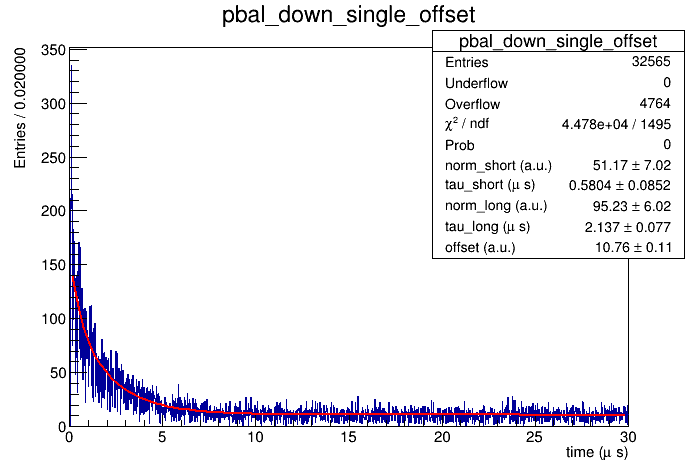 pbal_down_single_offset
pbal_down_single_offset
Entries 32565
Underflow 0
Overflow 4764
χ² / ndf 4.478e+04 / 1495
Prob 0
norm_short (a.u.) 51.17 ± 7.02
tau_short (μ s) 0.5804 ± 0.0852
norm_long (a.u.) 95.23 ± 6.02
tau_long (μ s) 2.137 ± 0.077
offset (a.u.) 10.76 ± 0.11
Entries / 0.020000
350
300
250
200
150
100
50
0
0 5 10 15 20 25 30
time (μ s)